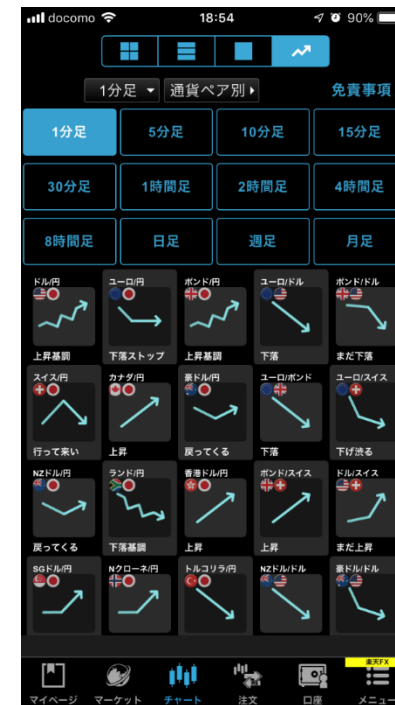 docomo 18:54 90%
1分足 通貨ペア別 免責事項
1分足 5分足 10分足 15分足
30分足 1時間足 2時間足 4時間足
8時間足 日足 週足 月足
ドル/円 ユーロ/円 ポンド/円 ユーロ/ドル ポンド/ドル
上昇基調 下落ストップ 上昇基調 下落 まだ下落
スイス/円 カナダ/円 豪ドル/円 ユーロ/ポンド ユーロ/スイス
行って来い 上昇 戻ってくる 下落 下げ渋る
NZドル/円 ランド/円 香港ドル/円 ポンド/スイス ドル/スイス
戻ってくる 下落基調 上昇 上昇 まだ上昇
SGドル/円 Nクローネ/円 トルコリラ/円 NZドル/ドル 豪ドル/ドル
楽天FX
マイページ マーケット チャート 注文 口座 メニュー